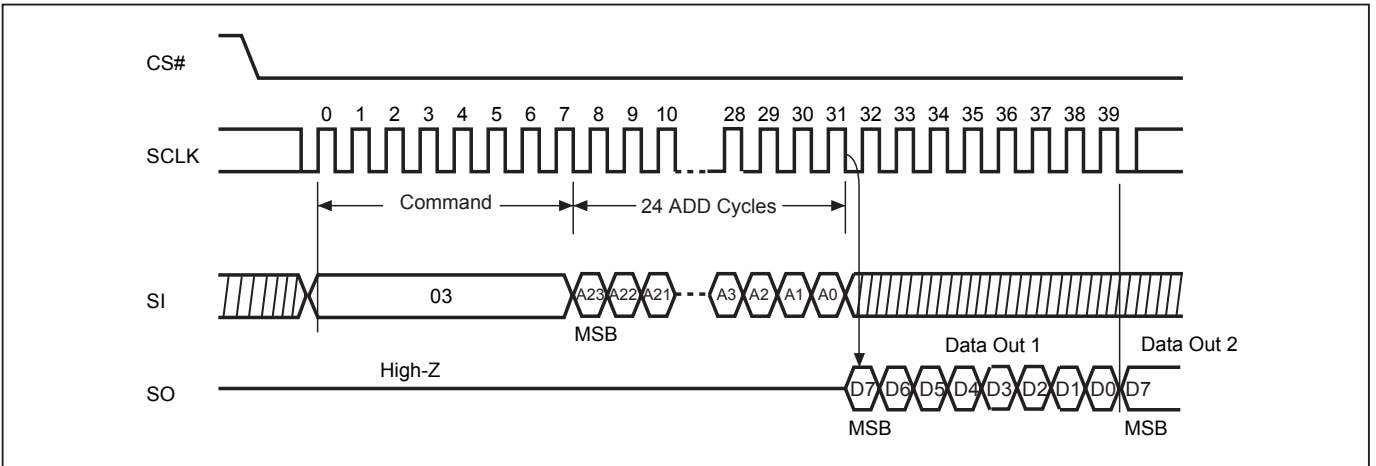 CS#
0 1 2 3 4 5 6 7 8 9 10 28 29 30 31 32 33 34 35 36 37 38 39
SCLK
Command 24 ADD Cycles
SI 03 A23 A22 A21 A3 A2 A1 A0
MSB
Data Out 1 Data Out 2
High-Z
SO D7 D6 D5 D4 D3 D2 D1 D0 D7
MSB MSB